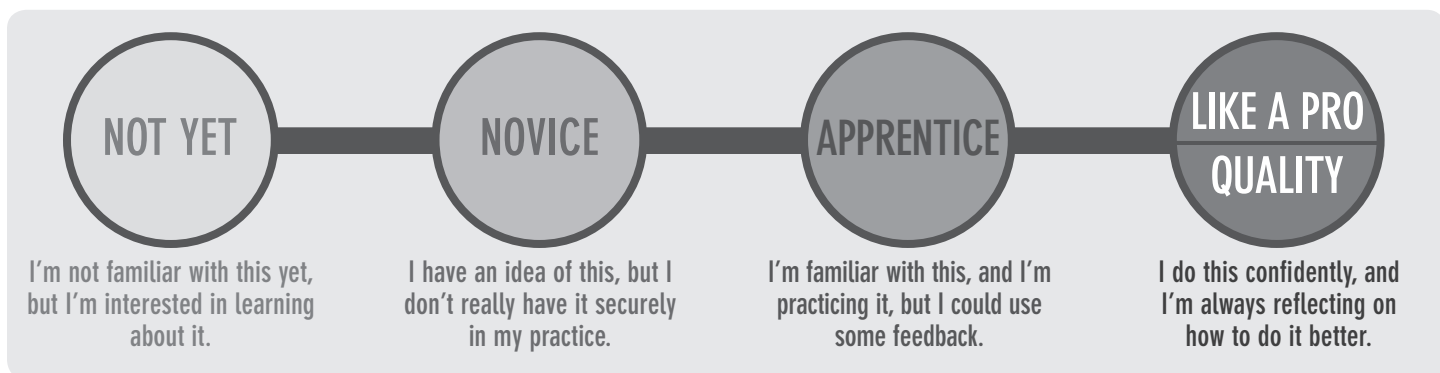 NOT YET
I’m not familiar with this yet,
but I’m interested in learning
about it.
NOVICE
I have an idea of this, but I
don’t really have it securely
in my practice.
APPRENTICE
I’m familiar with this, and I’m
practicing it, but I could use
some feedback.
LIKE A PRO
QUALITY
I do this confidently, and
I’m always reflecting on
how to do it better.